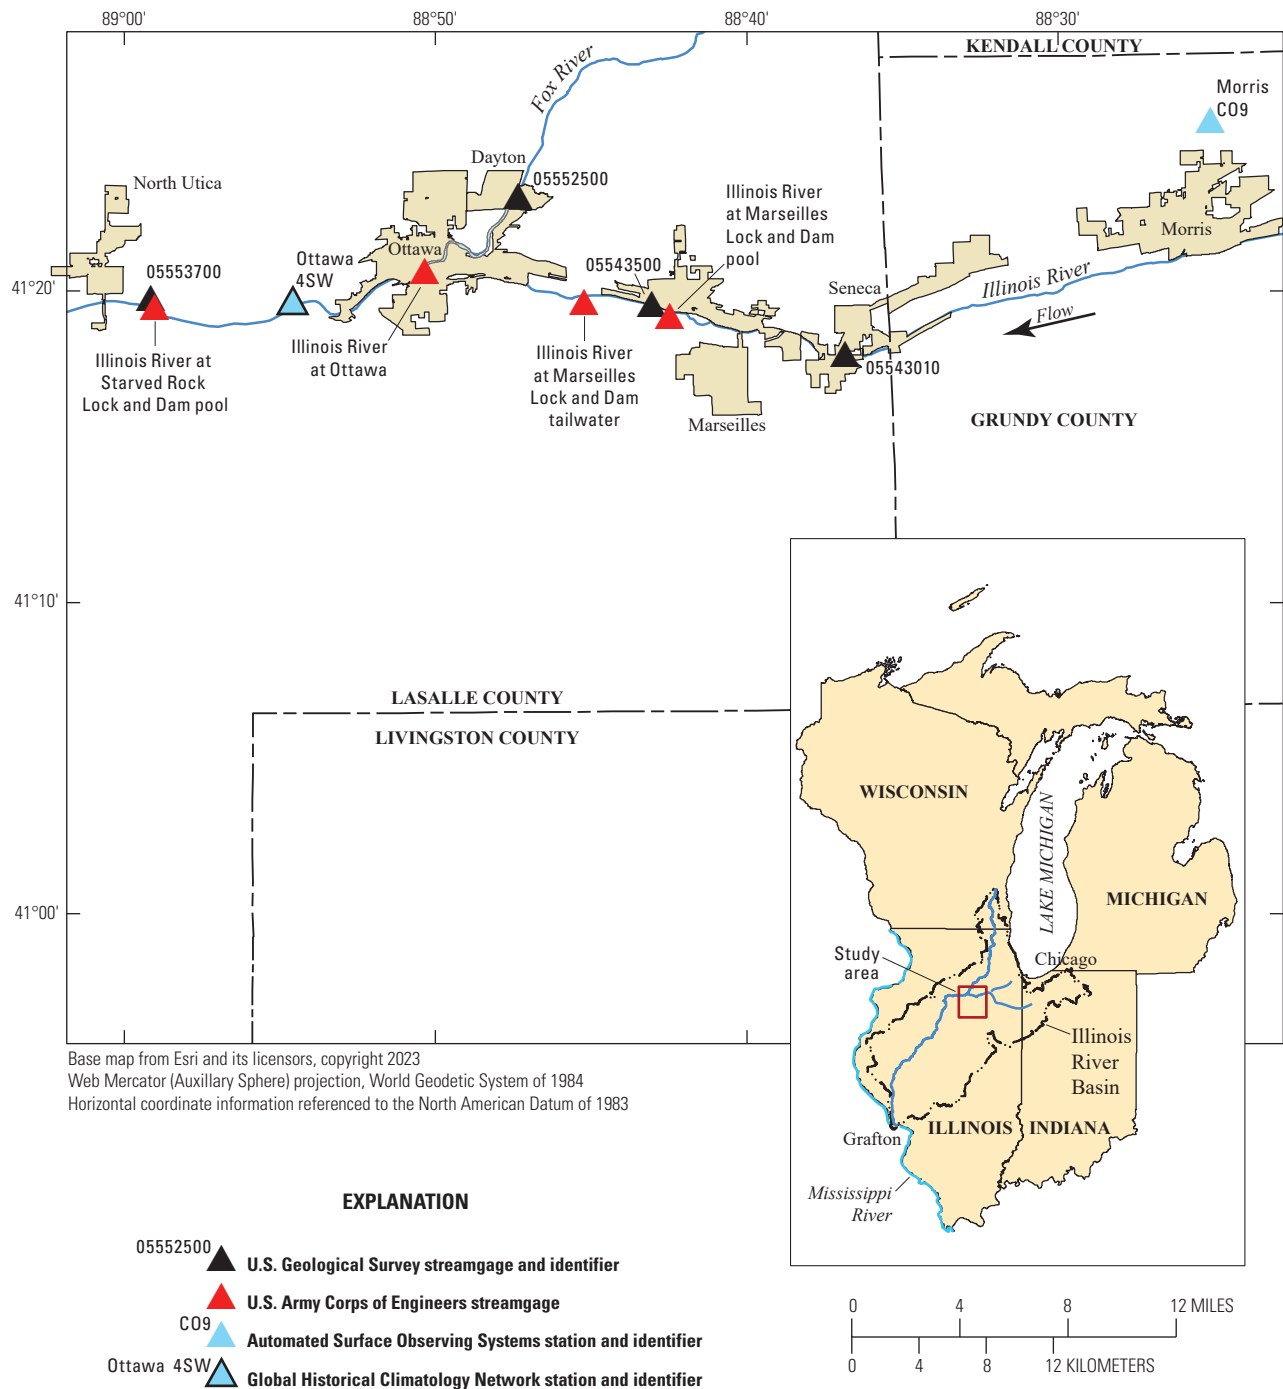 89°00'
88°50'
88°40'
88°30'
KENDALL COUNTY
Fox River
Morris
C09
Dayton
05552500
North Utica
Illinois River
at Marseilles
Lock and Dam
pool
Ottawa
Morris
Ottawa
4SW
05553700
05543500
Seneca
Illinois River
Flow
41°20'
Illinois River at
Starved Rock
Lock and Dam pool
Illinois River
at Ottawa
Illinois River
at Marseilles
Lock and Dam
tailwater
05543010
Marseilles
GRUNDY COUNTY
41°10'
LASALLE COUNTY
LIVINGSTON COUNTY
41°00'
WISCONSIN
LAKE MICHIGAN
MICHIGAN
Study
area
Chicago
Illinois
River
Basin
Grafton
ILLINOIS
INDIANA
Mississippi
River
Base map from Esri and its licensors, copyright 2023
Web Mercator (Auxillary Sphere) projection, World Geodetic System of 1984
Horizontal coordinate information referenced to the North American Datum of 1983
EXPLANATION
05552500
U.S. Geological Survey streamgage and identifier
U.S. Army Corps of Engineers streamgage
C09
Automated Surface Observing Systems station and identifier
Ottawa 4SW
Global Historical Climatology Network station and identifier
0 4 8 12 MILES
0 4 8 12 KILOMETERS